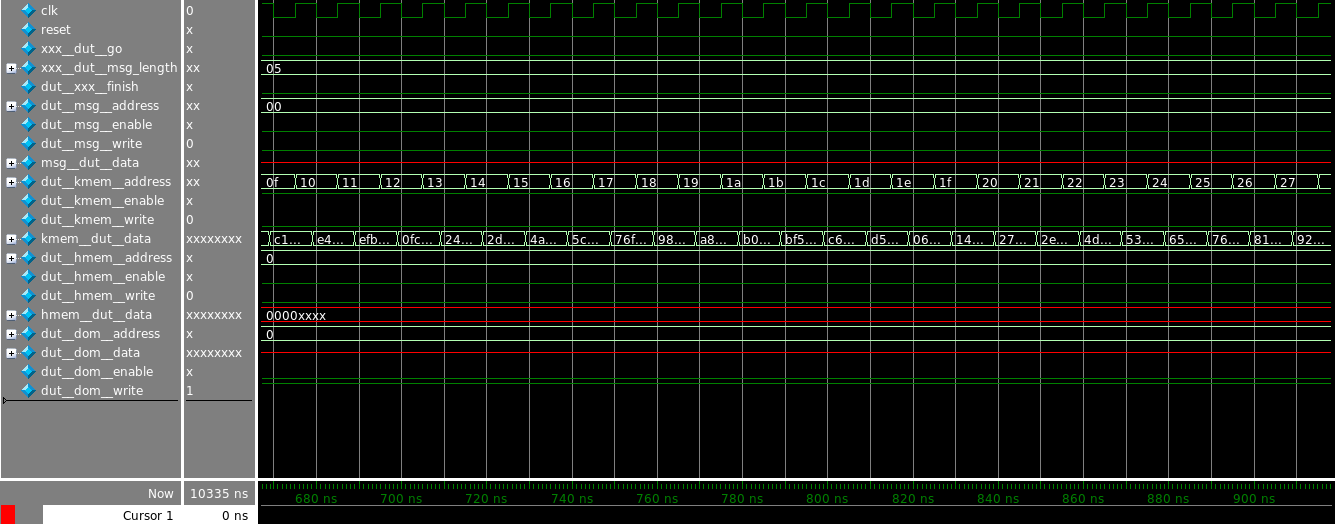 clk 0
reset x
xxx__dut__go x
xxx__dut__msg_length xx 05
dut__xxx__finish x
dut__msg__address xx 00
dut__msg__enable x
dut__msg__write 0
msg__dut__data xx
dut__kmem__address xx 0f 10 11 12 13 14 15 16 17 18 19 1a 1b 1c 1d 1e 1f 20 21 22 23 24 25 26 27
dut__kmem__enable x
dut__kmem__write 0
kmem__dut__data xxxxxxxx c1... e4... efb... 0fc... 24... 2d... 4a... 5c... 76f... 98... a8... b0... bf5... c6... d5... 06... 14... 27... 2e... 4d... 53... 65... 76... 81... 92...
dut__hmem__address x 0
dut__hmem__enable x
dut__hmem__write 0
hmem__dut__data xxxxxxxx 0000xxxx
dut__dom__address x 0
dut__dom__data xxxxxxxx
dut__dom__enable x
dut__dom__write 1
Now 10335 ns 680 ns 700 ns 720 ns 740 ns 760 ns 780 ns 800 ns 820 ns 840 ns 860 ns 880 ns 900 ns
Cursor 1 0 ns